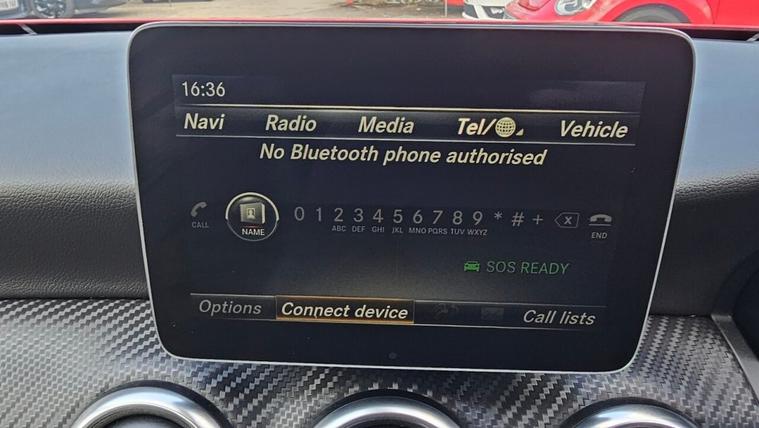 16:36
Navi Radio Media Tel/ Vehicle
No Bluetooth phone authorised
CALL NAME 0 1 2 3 4 5 6 7 8 9 * # + END
ABC DEF GHI JKL MNO PQRS TUV WXYZ
SOS READY
Options Connect device Call lists